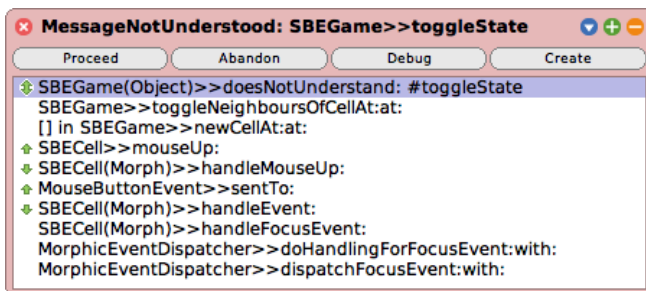 MessageNotUnderstood: SBEGame>>toggleState
Proceed Abandon Debug Create
SBEGame(Object)>>doesNotUnderstand: #toggleState
SBEGame>>toggleNeighboursOfCellAt:at:
[] in SBEGame>>newCellAt:at:
SBECell>>mouseUp:
SBECell(Morph)>>handleMouseUp:
MouseButtonEvent>>sentTo:
SBECell(Morph)>>handleEvent:
SBECell(Morph)>>handleFocusEvent:
MorphicEventDispatcher>>doHandlingForFocusEvent:with:
MorphicEventDispatcher>>dispatchFocusEvent:with: